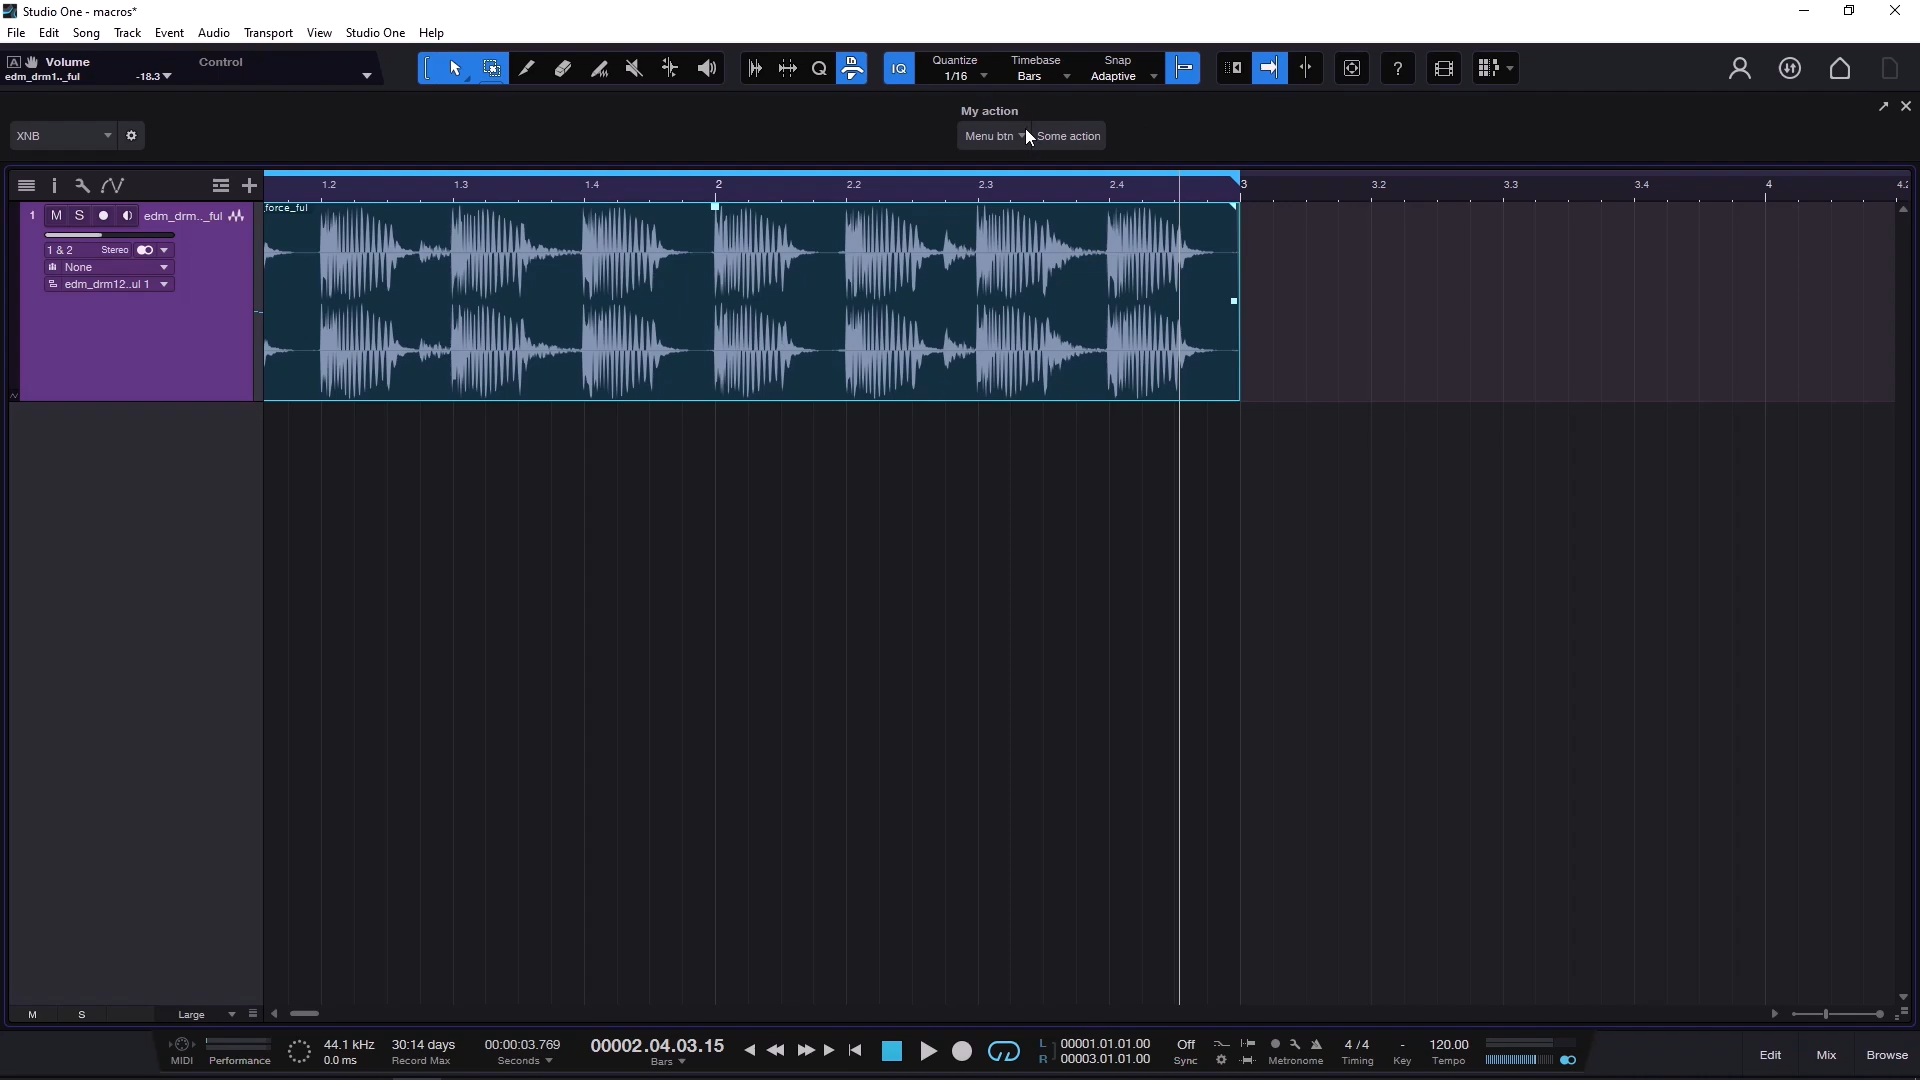 Studio One - macros*
File Edit Song Track Event Audio Transport View Studio One Help
A Volume Control
edm_drm1.._ful -18.3
IQ Quantize Timebase Snap
1/16 Bars Adaptive
?
My action
XNB Menu btn Some action
1.2 1.3 1.4 2 2.2 2.3 2.4 3 3.2 3.3 3.4 4
force_ful
1 M S edm_drm.._ful
1 & 2 Stereo
None
edm_drm12..ul 1
M S Large
MIDI Performance
44.1 kHz 30:14 days 00:00:03.769 00002.04.03.15
0.0 ms Record Max Seconds Bars
L 00001.01.01.00 Off 4 / 4 - 120.00
R 00003.01.01.00 Sync Metronome Timing Key Tempo
Edit Mix Browse